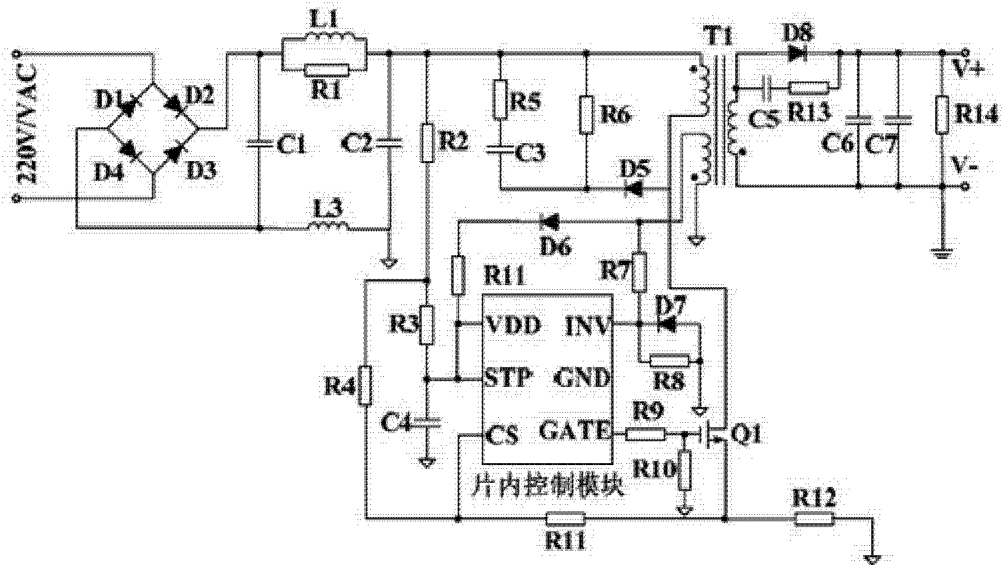 L1
T1
D8
V+
R1
D1
D2
C5
R13
220V/VAC
R5
R6
R14
C1
C2
R2
C3
C6
C7
D4
D3
D5
V-
L3
D6
R11
R7
D7
R3
VDD
INV
R4
STP
GND
R8
C4
R9
CS
GATE
Q1
R10
片内控制模块
R12
R11